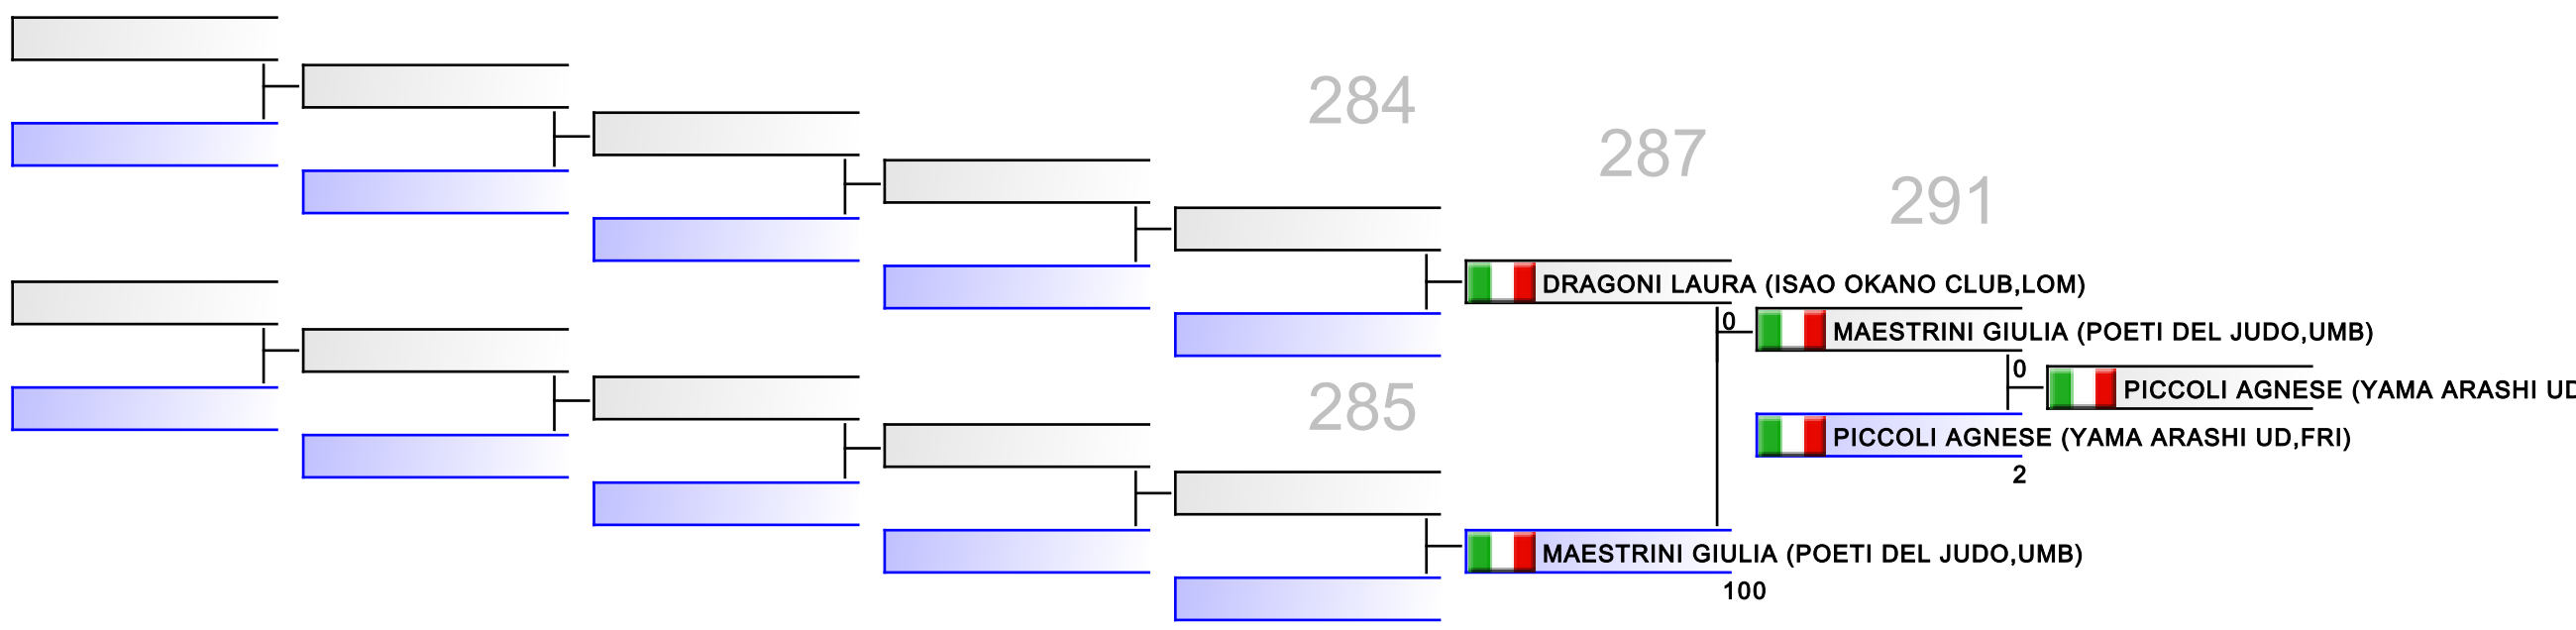 284
287
291
DRAGONI LAURA (ISAO OKANO CLUB,LOM)
0
MAESTRINI GIULIA (POETI DEL JUDO,UMB)
0
PICCOLI AGNESE (YAMA ARASHI UD
285
PICCOLI AGNESE (YAMA ARASHI UD,FRI)
2
MAESTRINI GIULIA (POETI DEL JUDO,UMB)
100